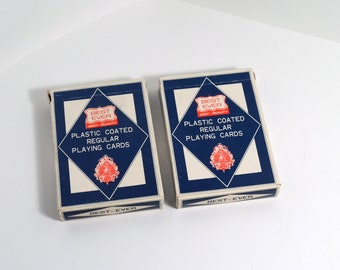 BEST
EVER
PLASTIC COATED
REGULAR
PLAYING CARDS
BEST-EVER
BEST
EVER
PLASTIC COATED
REGULAR
PLAYING CARDS
BEST-EVER